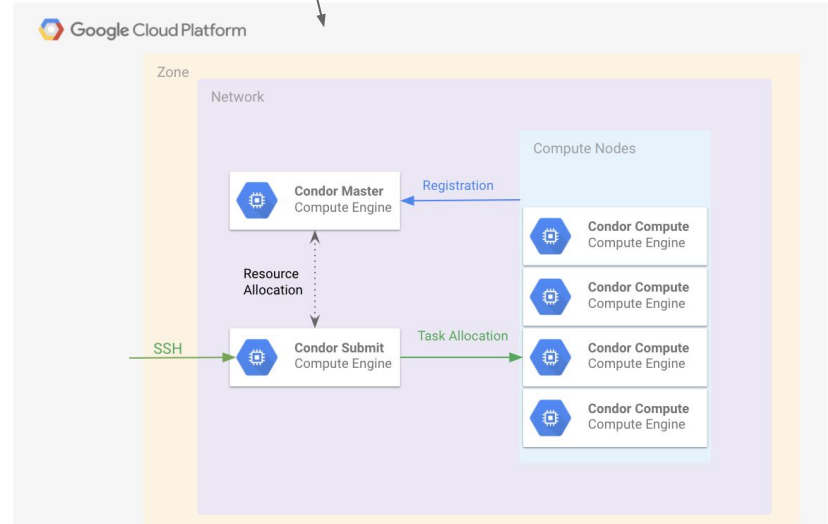 Google Cloud Platform
Zone
Network
Compute Nodes
Condor Master
Compute Engine
Registration
Condor Compute
Compute Engine
Resource
Allocation
Condor Compute
Compute Engine
SSH
Condor Submit
Compute Engine
Task Allocation
Condor Compute
Compute Engine
Condor Compute
Compute Engine